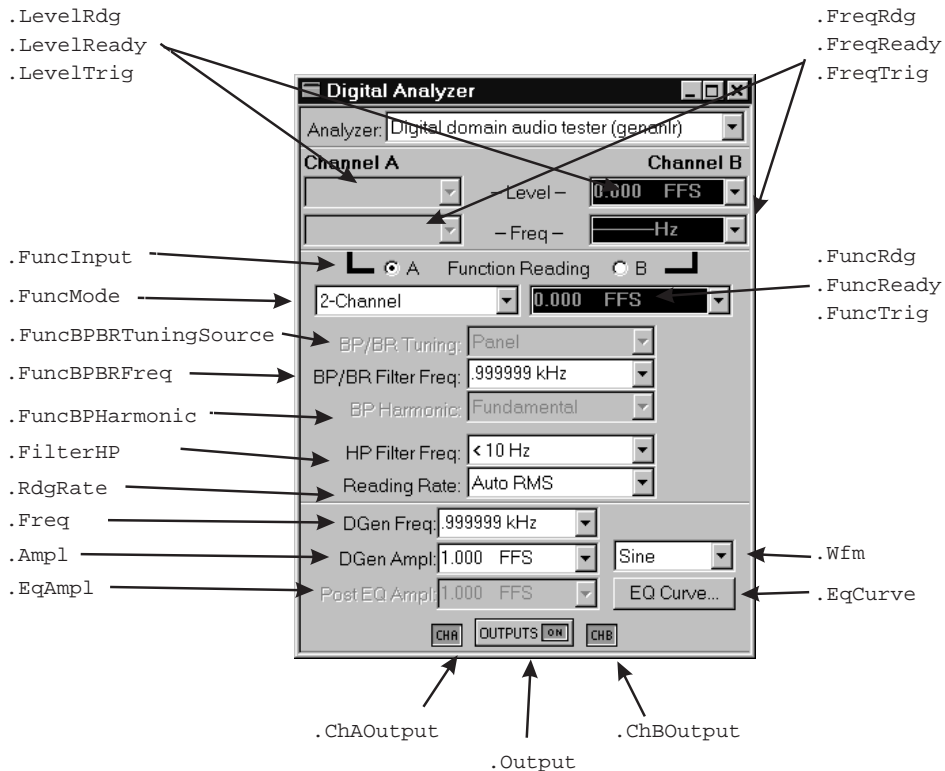 .LevelRdg
.LevelReady
.LevelTrig
.FreqRdg
.FreqReady
.FreqTrig
Digital Analyzer
Analyzer: Digital domain audio tester (genanlr)
Channel A Channel B
– Level – 0.000 FFS
– Freq – ———Hz
.FuncInput
A Function Reading B
.FuncRdg
.FuncReady
.FuncTrig
.FuncMode
2-Channel 0.000 FFS
.FuncBPBRTuningSource
BP/BR Tuning: Panel
.FuncBPBRFreq
BP/BR Filter Freq: .999999 kHz
.FuncBPHarmonic
BP Harmonic: Fundamental
.FilterHP
HP Filter Freq: < 10 Hz
.RdgRate
Reading Rate: Auto RMS
.Freq
DGen Freq: .999999 kHz
.Ampl
DGen Ampl: 1.000 FFS Sine
.Wfm
.EqAmpl
Post EQ Ampl: 1.000 FFS EQ Curve...
.EqCurve
CHA OUTPUTS ON CHB
.ChAOutput
.ChBOutput
.Output